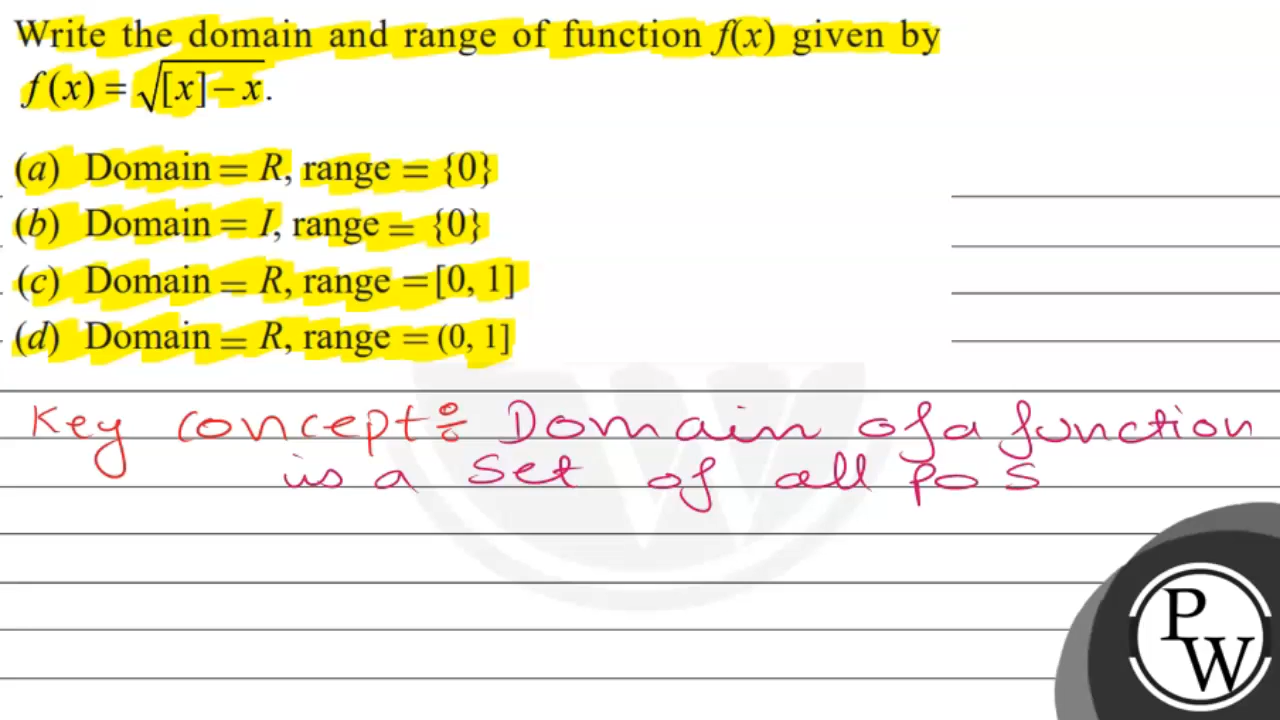 Write the domain and range of function f(x) given by
f(x) = √[x] − x.
(a) Domain = R, range = {0}
(b) Domain = I, range = {0}
(c) Domain = R, range = [0, 1]
(d) Domain = R, range = (0, 1]
Key concept : Domain of a function
is a set of all pos
PW